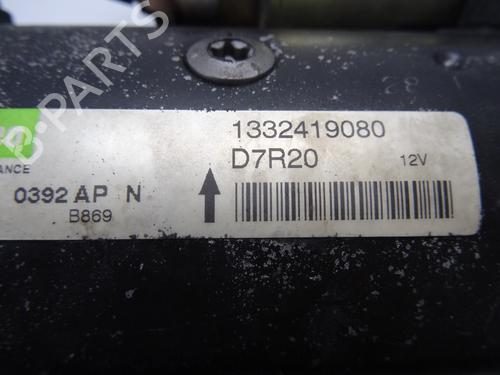 1332419080
D7R20 12V
ANCE
0392 AP N
B869
B-PARTS